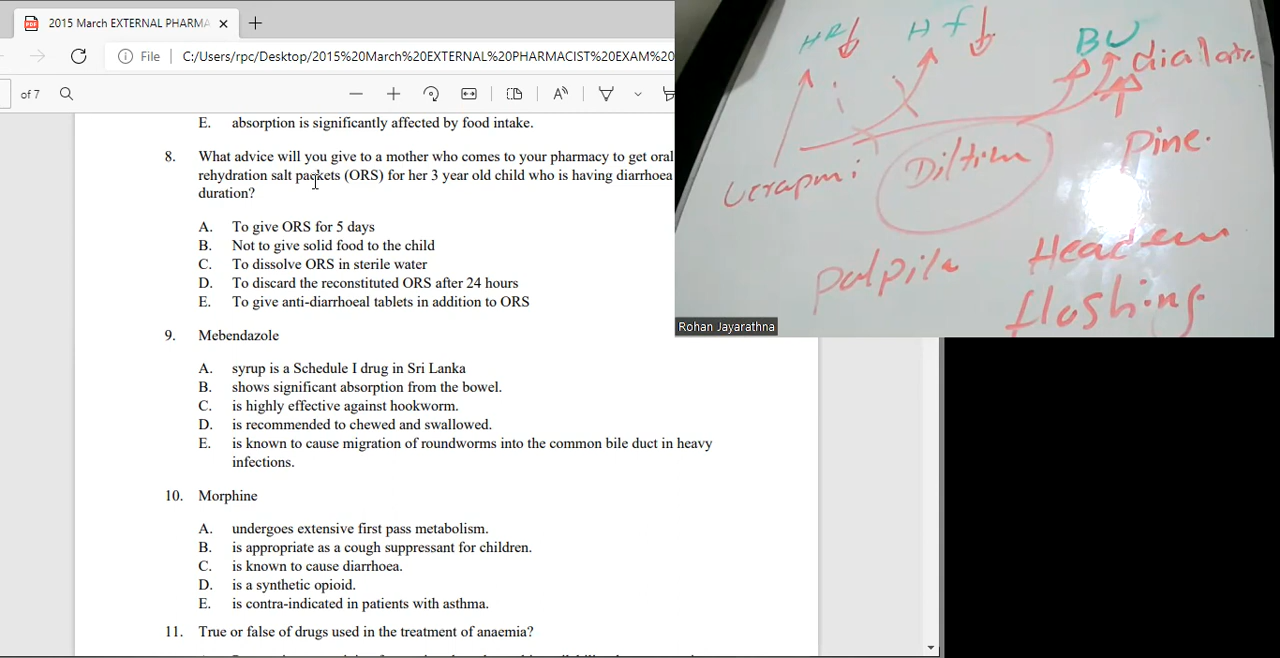 2015 March EXTERNAL PHARMA
File
C:/Users/rpc/Desktop/2015%20March%20EXTERNAL%20PHARMACIST%20EXAM%20
of 7
E. absorption is significantly affected by food intake.
8. What advice will you give to a mother who comes to your pharmacy to get oral
rehydration salt packets (ORS) for her 3 year old child who is having diarrhoea
duration?
A. To give ORS for 5 days
B. Not to give solid food to the child
C. To dissolve ORS in sterile water
D. To discard the reconstituted ORS after 24 hours
E. To give anti-diarrhoeal tablets in addition to ORS
9. Mebendazole
A. syrup is a Schedule I drug in Sri Lanka
B. shows significant absorption from the bowel.
C. is highly effective against hookworm.
D. is recommended to chewed and swallowed.
E. is known to cause migration of roundworms into the common bile duct in heavy
infections.
10. Morphine
A. undergoes extensive first pass metabolism.
B. is appropriate as a cough suppressant for children.
C. is known to cause diarrhoea.
D. is a synthetic opioid.
E. is contra-indicated in patients with asthma.
11. True or false of drugs used in the treatment of anaemia?
HR
pine.
flushing.
Rohan Jayarathna